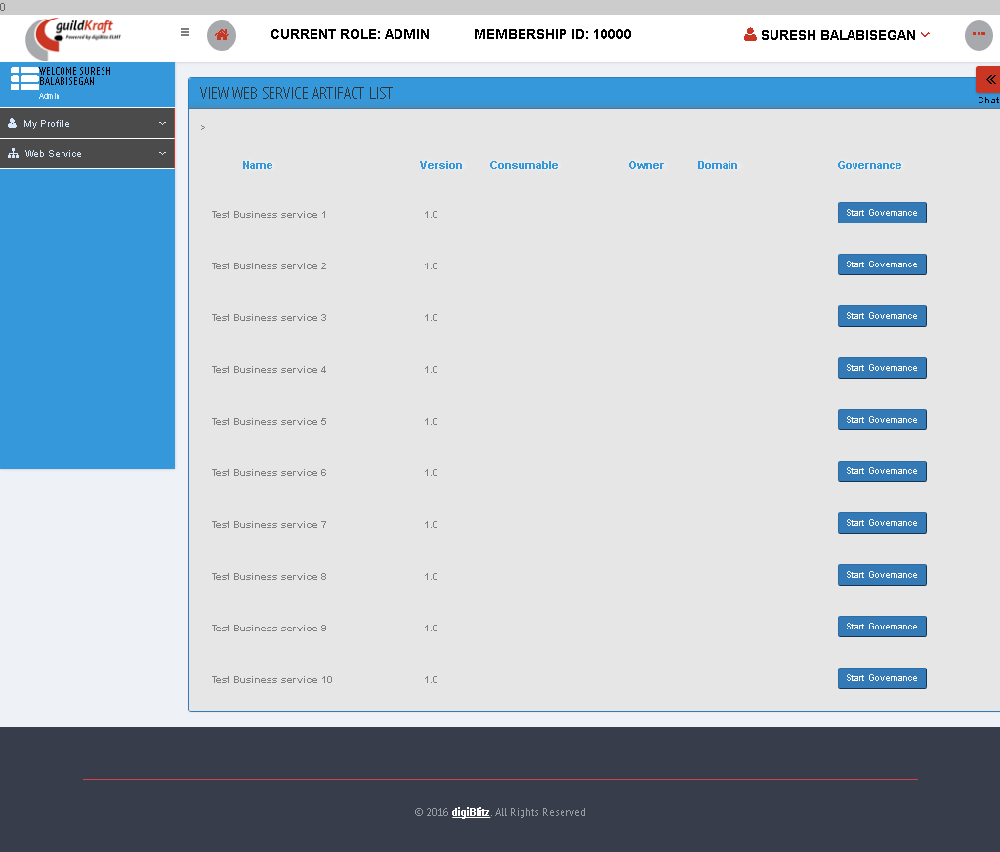 0
guildKraft
Powered by digiBlitz ELMT
CURRENT ROLE: ADMIN
MEMBERSHIP ID: 10000
SURESH BALABISEGAN
WELCOME SURESH
BALABISEGAN
Admin
My Profile
Web Service
Chat
VIEW WEB SERVICE ARTIFACT LIST
>
Name Version Consumable Owner Domain Governance
Test Business service 1 1.0 Start Governance
Test Business service 2 1.0 Start Governance
Test Business service 3 1.0 Start Governance
Test Business service 4 1.0 Start Governance
Test Business service 5 1.0 Start Governance
Test Business service 6 1.0 Start Governance
Test Business service 7 1.0 Start Governance
Test Business service 8 1.0 Start Governance
Test Business service 9 1.0 Start Governance
Test Business service 10 1.0 Start Governance
© 2016 digiBlitz. All Rights Reserved